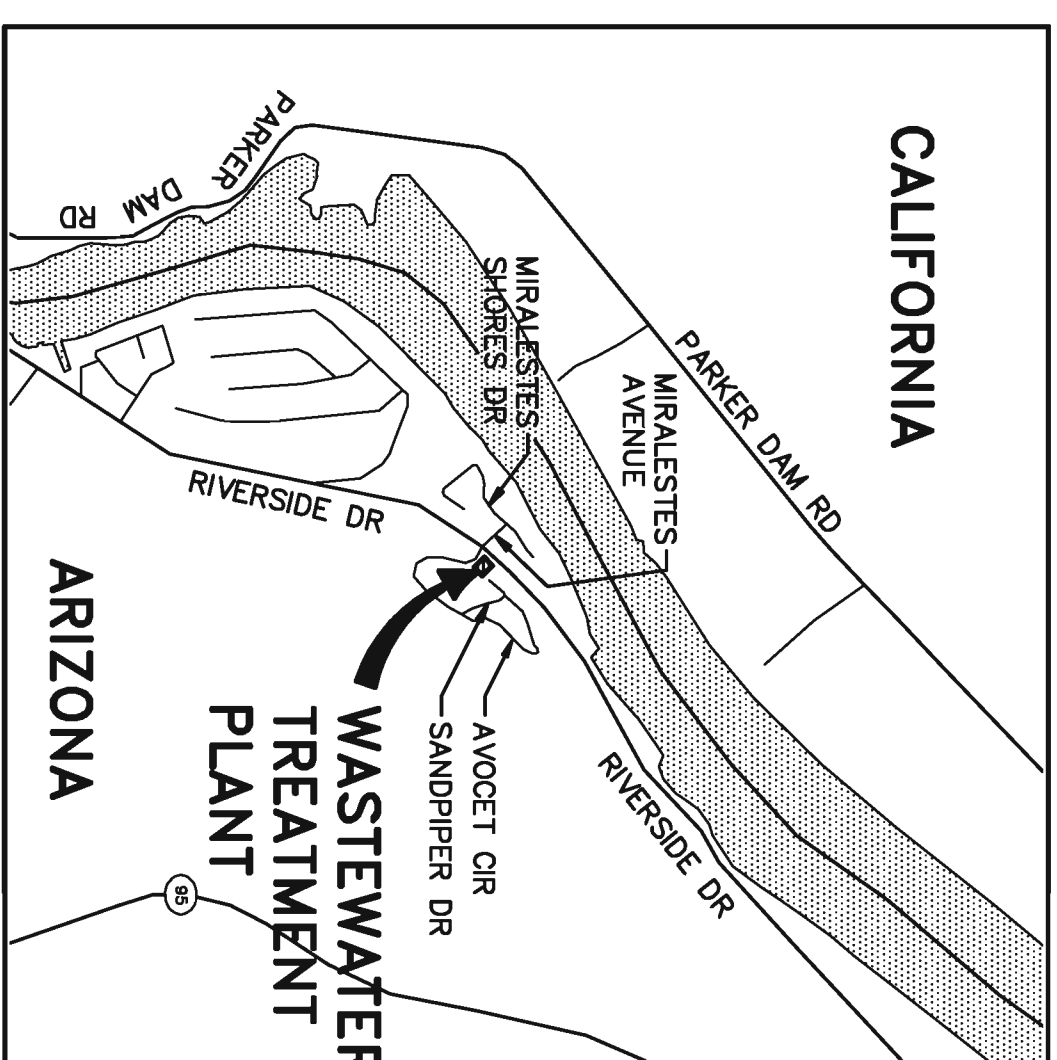 CALIFORNIA
PARKER DAM RD
MIRALESTES
AVENUE
MIRALESTES
SHORES DR
PARKER DAM RD
RIVERSIDE DR
RIVERSIDE DR
AVOCET CIR
SANDPIPER DR
WASTEWATER
TREATMENT
PLANT
ARIZONA
95